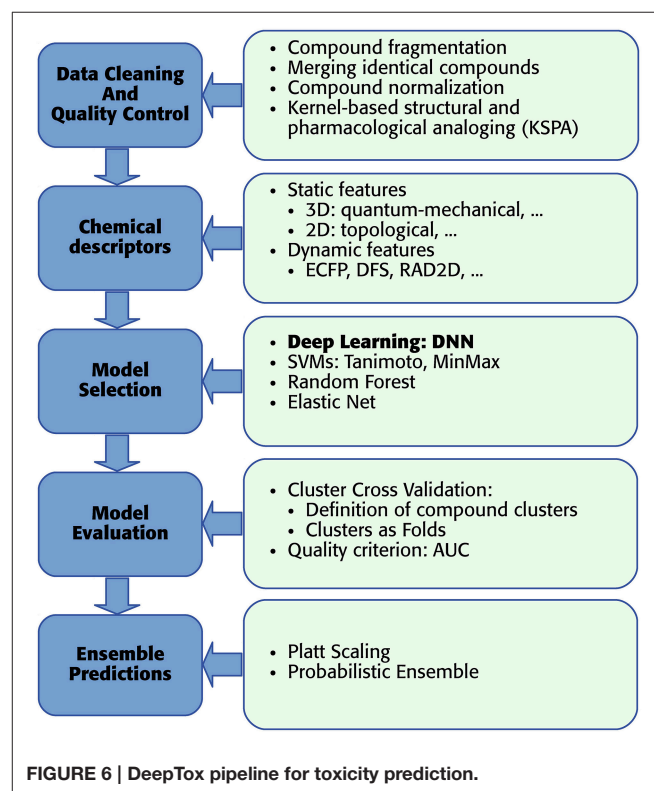 Data Cleaning
And
Quality Control
• Compound fragmentation
• Merging identical compounds
• Compound normalization
• Kernel-based structural and
pharmacological analoging (KSPA)
Chemical
descriptors
• Static features
• 3D: quantum-mechanical, ...
• 2D: topological, ...
• Dynamic features
• ECFP, DFS, RAD2D, ...
Model
Selection
• Deep Learning: DNN
• SVMs: Tanimoto, MinMax
• Random Forest
• Elastic Net
Model
Evaluation
• Cluster Cross Validation:
• Definition of compound clusters
• Clusters as Folds
• Quality criterion: AUC
Ensemble
Predictions
• Platt Scaling
• Probabilistic Ensemble
FIGURE 6 | DeepTox pipeline for toxicity prediction.